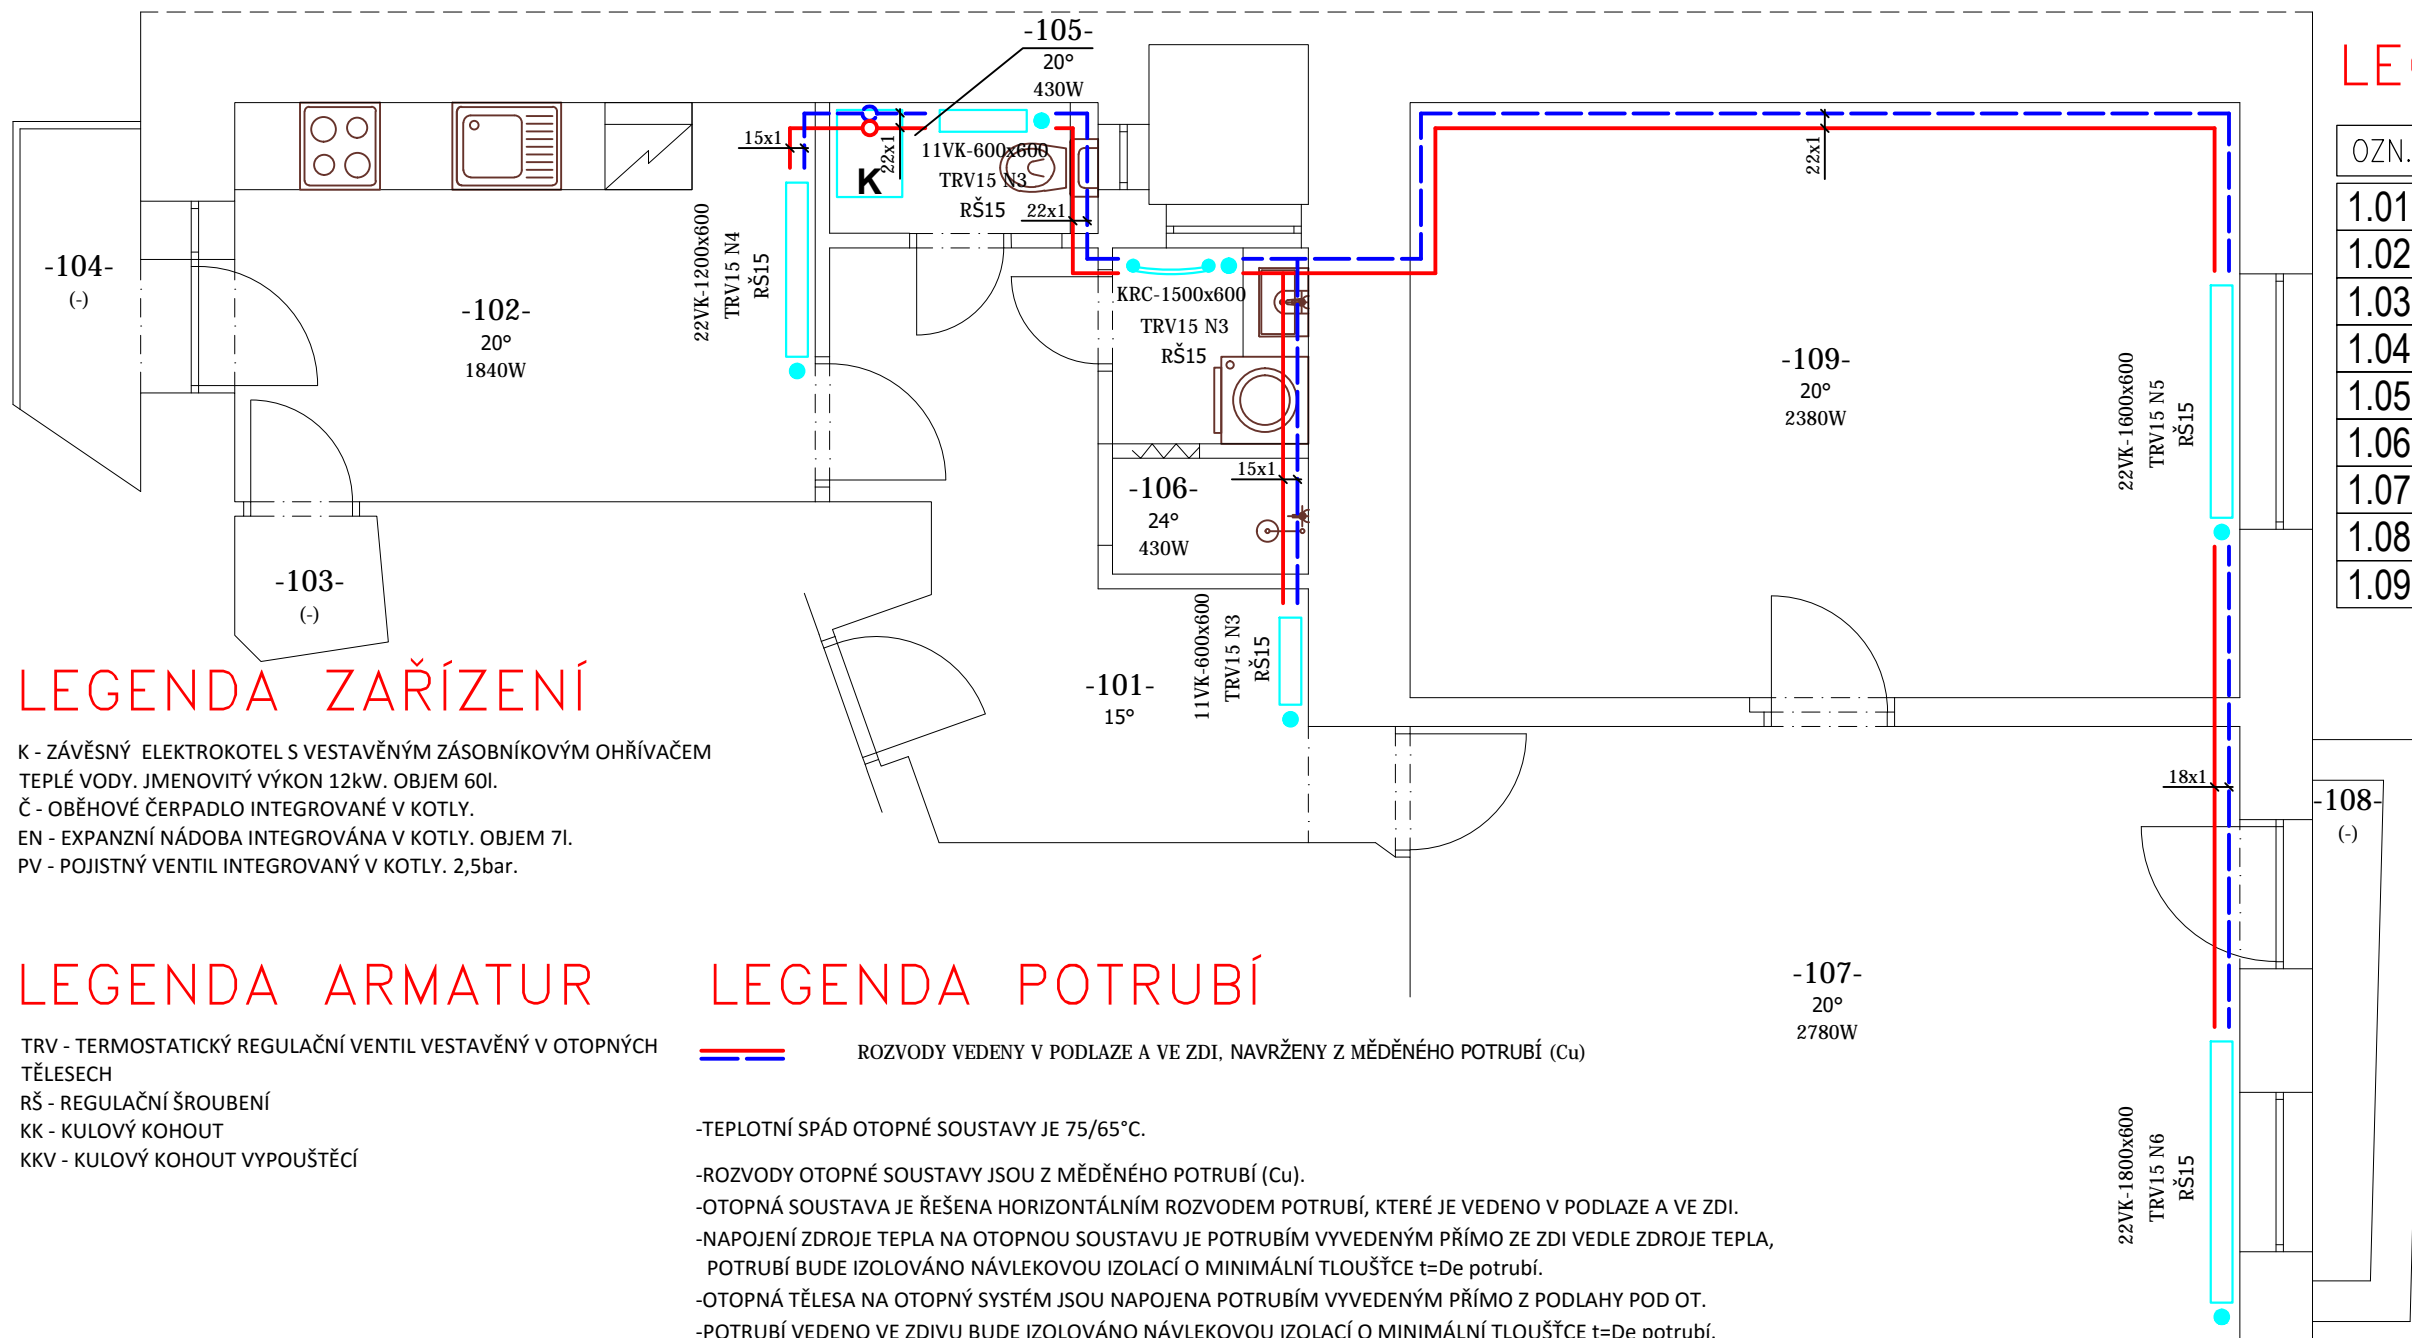 -105-
20°
430W
LE
OZN.
1.01
1.02
1.03
1.04
1.05
1.06
1.07
1.08
1.09
15x1
22x1
K
11VK-600x600
TRV15 N3
RŠ15
22x1
22x1
-104-
(-)
-102-
20°
1840W
22VK-1200x600
TRV15 N4
RŠ15
KRC-1500x600
TRV15 N3
RŠ15
-109-
20°
2380W
22VK-1600x600
TRV15 N5
RŠ15
15x1
-106-
24°
430W
-103-
(-)
11VK-600x600
TRV15 N3
RŠ15
-101-
15°
18x1
-108-
(-)
-107-
20°
2780W
22VK-1800x600
TRV15 N6
RŠ15
LEGENDA ZAŘÍZENÍ
K - ZÁVĚSNÝ ELEKTROKOTEL S VESTAVĚNÝM ZÁSOBNÍKOVÝM OHŘÍVAČEM
TEPLÉ VODY. JMENOVITÝ VÝKON 12kW. OBJEM 60l.
Č - OBĚHOVÉ ČERPADLO INTEGROVANÉ V KOTLY.
EN - EXPANZNÍ NÁDOBA INTEGROVÁNA V KOTLY. OBJEM 7l.
PV - POJISTNÝ VENTIL INTEGROVANÝ V KOTLY. 2,5bar.
LEGENDA ARMATUR
TRV - TERMOSTATICKÝ REGULAČNÍ VENTIL VESTAVĚNÝ V OTOPNÝCH
TĚLESECH
RŠ - REGULAČNÍ ŠROUBENÍ
KK - KULOVÝ KOHOUT
KKV - KULOVÝ KOHOUT VYPOUŠTĚCÍ
LEGENDA POTRUBÍ
ROZVODY VEDENY V PODLAZE A VE ZDI, NAVRŽENY Z MĚDĚNÉHO POTRUBÍ (Cu)
-TEPLOTNÍ SPÁD OTOPNÉ SOUSTAVY JE 75/65°C.
-ROZVODY OTOPNÉ SOUSTAVY JSOU Z MĚDĚNÉHO POTRUBÍ (Cu).
-OTOPNÁ SOUSTAVA JE ŘEŠENA HORIZONTÁLNÍM ROZVODEM POTRUBÍ, KTERÉ JE VEDENO V PODLAZE A VE ZDI.
-NAPOJENÍ ZDROJE TEPLA NA OTOPNOU SOUSTAVU JE POTRUBÍM VYVEDENÝM PŘÍMO ZE ZDI VEDLE ZDROJE TEPLA,
POTRUBÍ BUDE IZOLOVÁNO NÁVLEKOVOU IZOLACÍ O MINIMÁLNÍ TLOUŠŤCE t=De potrubí.
-OTOPNÁ TĚLESA NA OTOPNÝ SYSTÉM JSOU NAPOJENA POTRUBÍM VYVEDENÝM PŘÍMO Z PODLAHY POD OT.
-POTRUBÍ VEDENO VE ZDIVU BUDE IZOLOVÁNO NÁVLEKOVOU IZOLACÍ O MINIMÁLNÍ TLOUŠŤCE t=De potrubí.